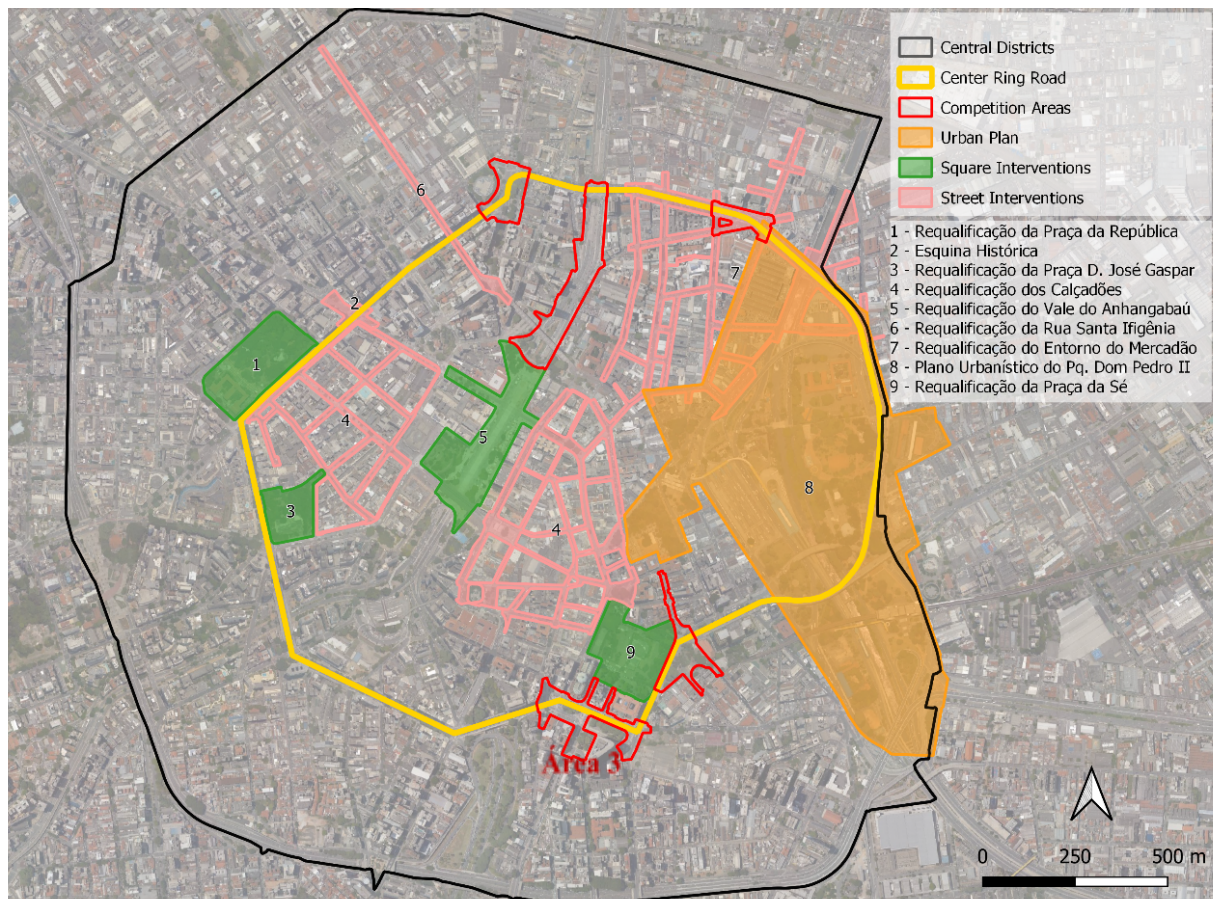 Central Districts
Center Ring Road
Competition Areas
Urban Plan
Square Interventions
Street Interventions
1 - Requalificação da Praça da República
2 - Esquina Histórica
3 - Requalificação da Praça D. José Gaspar
4 - Requalificação dos Calçadões
5 - Requalificação do Vale do Anhangabaú
6 - Requalificação da Rua Santa Ifigênia
7 - Requalificação do Entorno do Mercadão
8 - Plano Urbanístico do Pq. Dom Pedro II
9 - Requalificação da Praça da Sé
6
7
2
1
4
5
8
3
4
9
Área 3
0 250 500 m